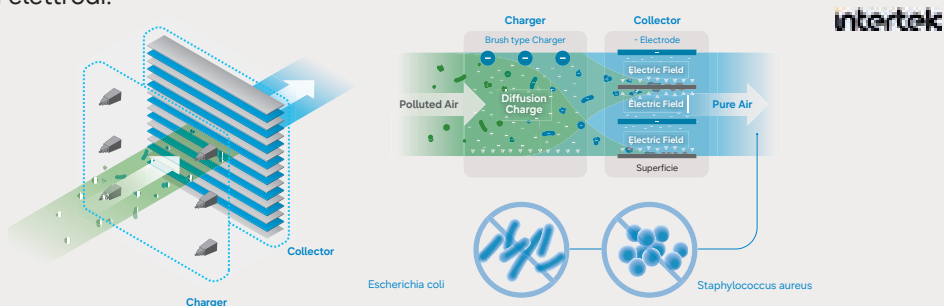 elettrodi.
intertek
Charger
Collector
Brush type Charger
- Electrode
Electric Field
Polluted Air
Diffusion
Charge
Electric Field
Pure Air
Electric Field
Superficie
Collector
Charger
Escherichia coli
Staphylococcus aureus